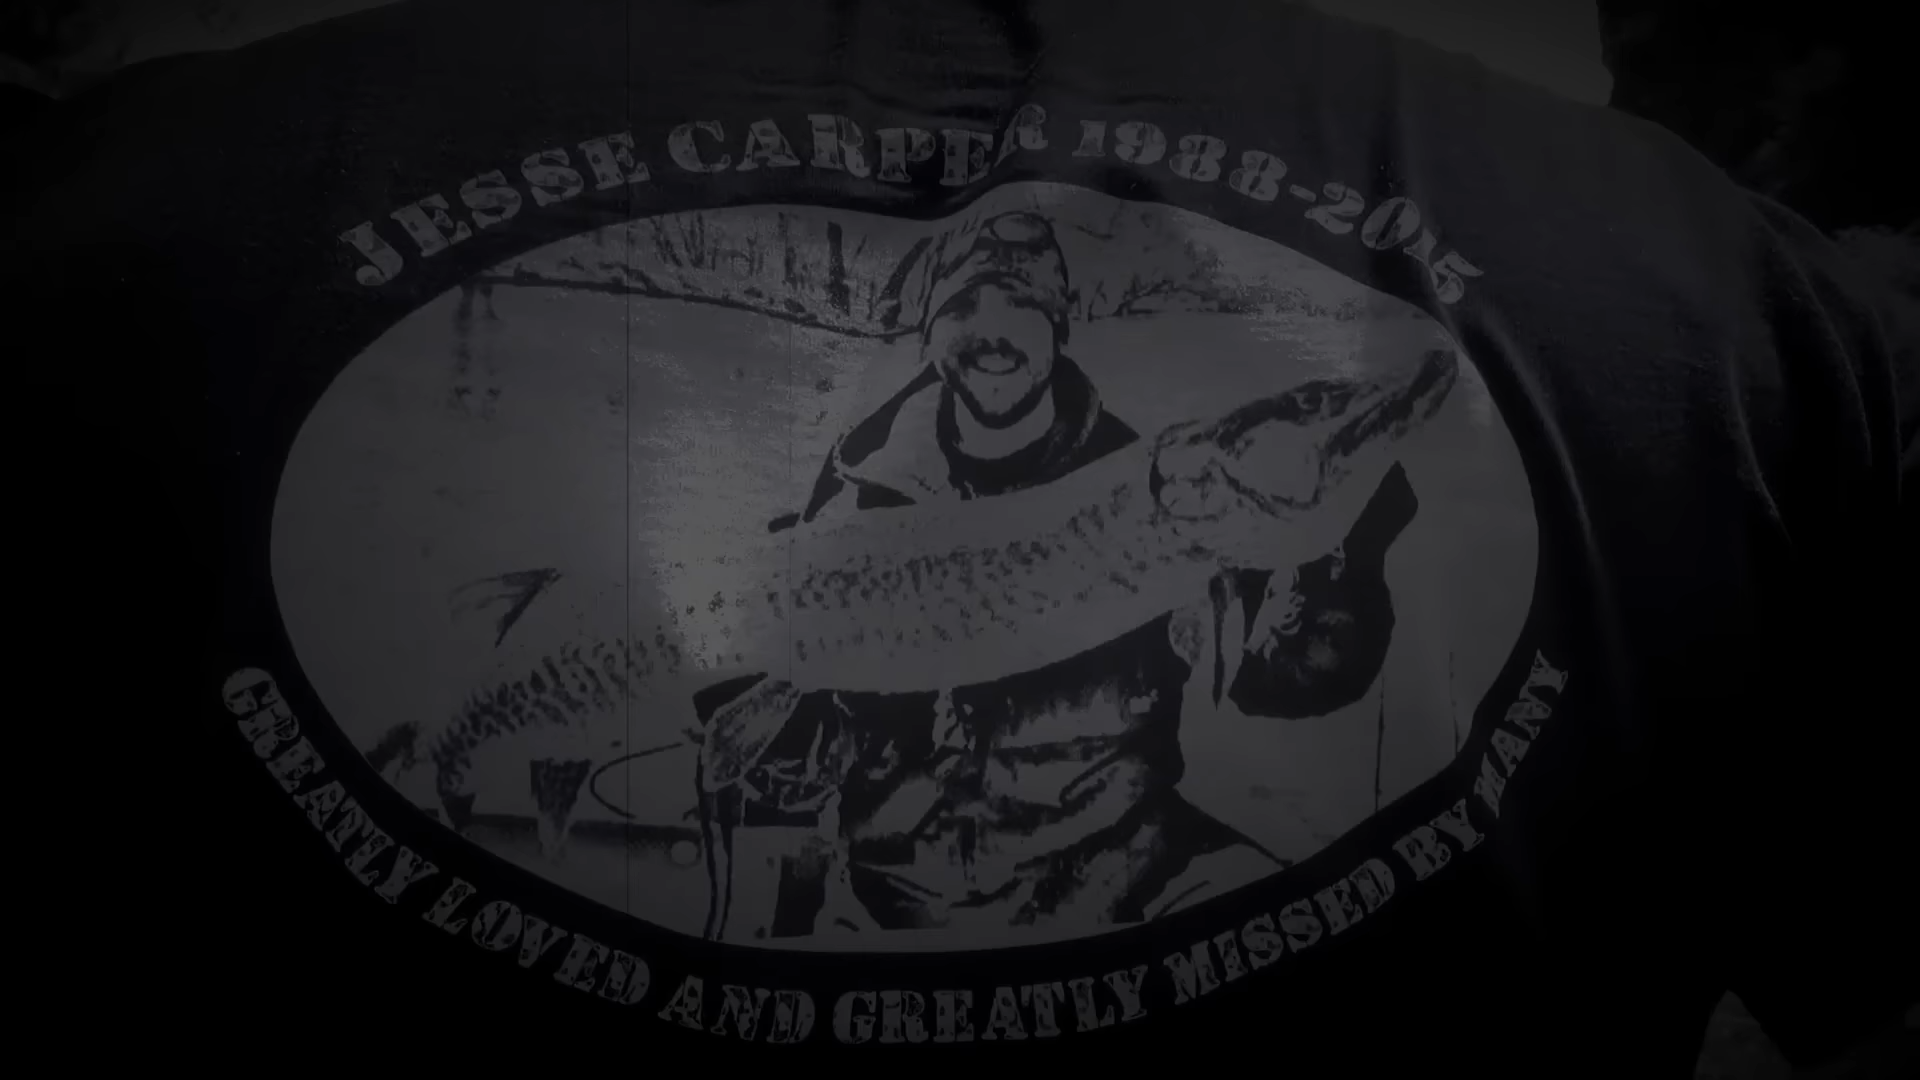 JESSE CARPER 1988-2015
GREATLY LOVED AND GREATLY MISSED BY MANY